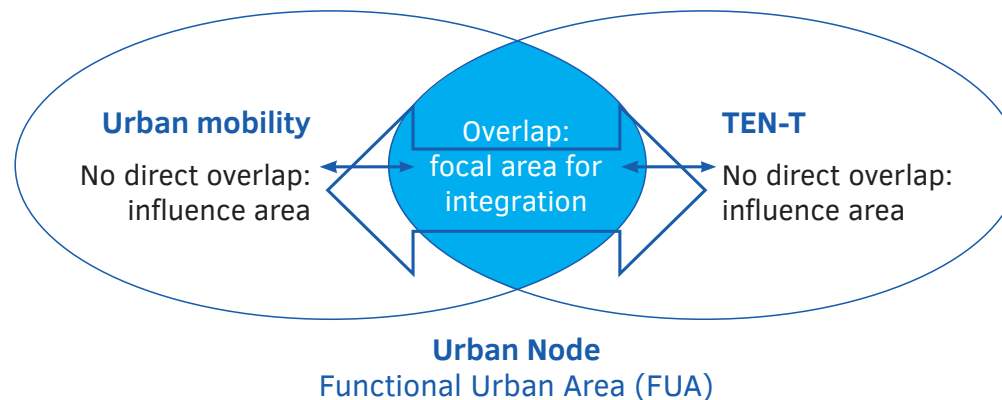 Urban mobility
No direct overlap:
influence area
Overlap:
focal area for
integration
TEN-T
No direct overlap:
influence area
Urban Node
Functional Urban Area (FUA)